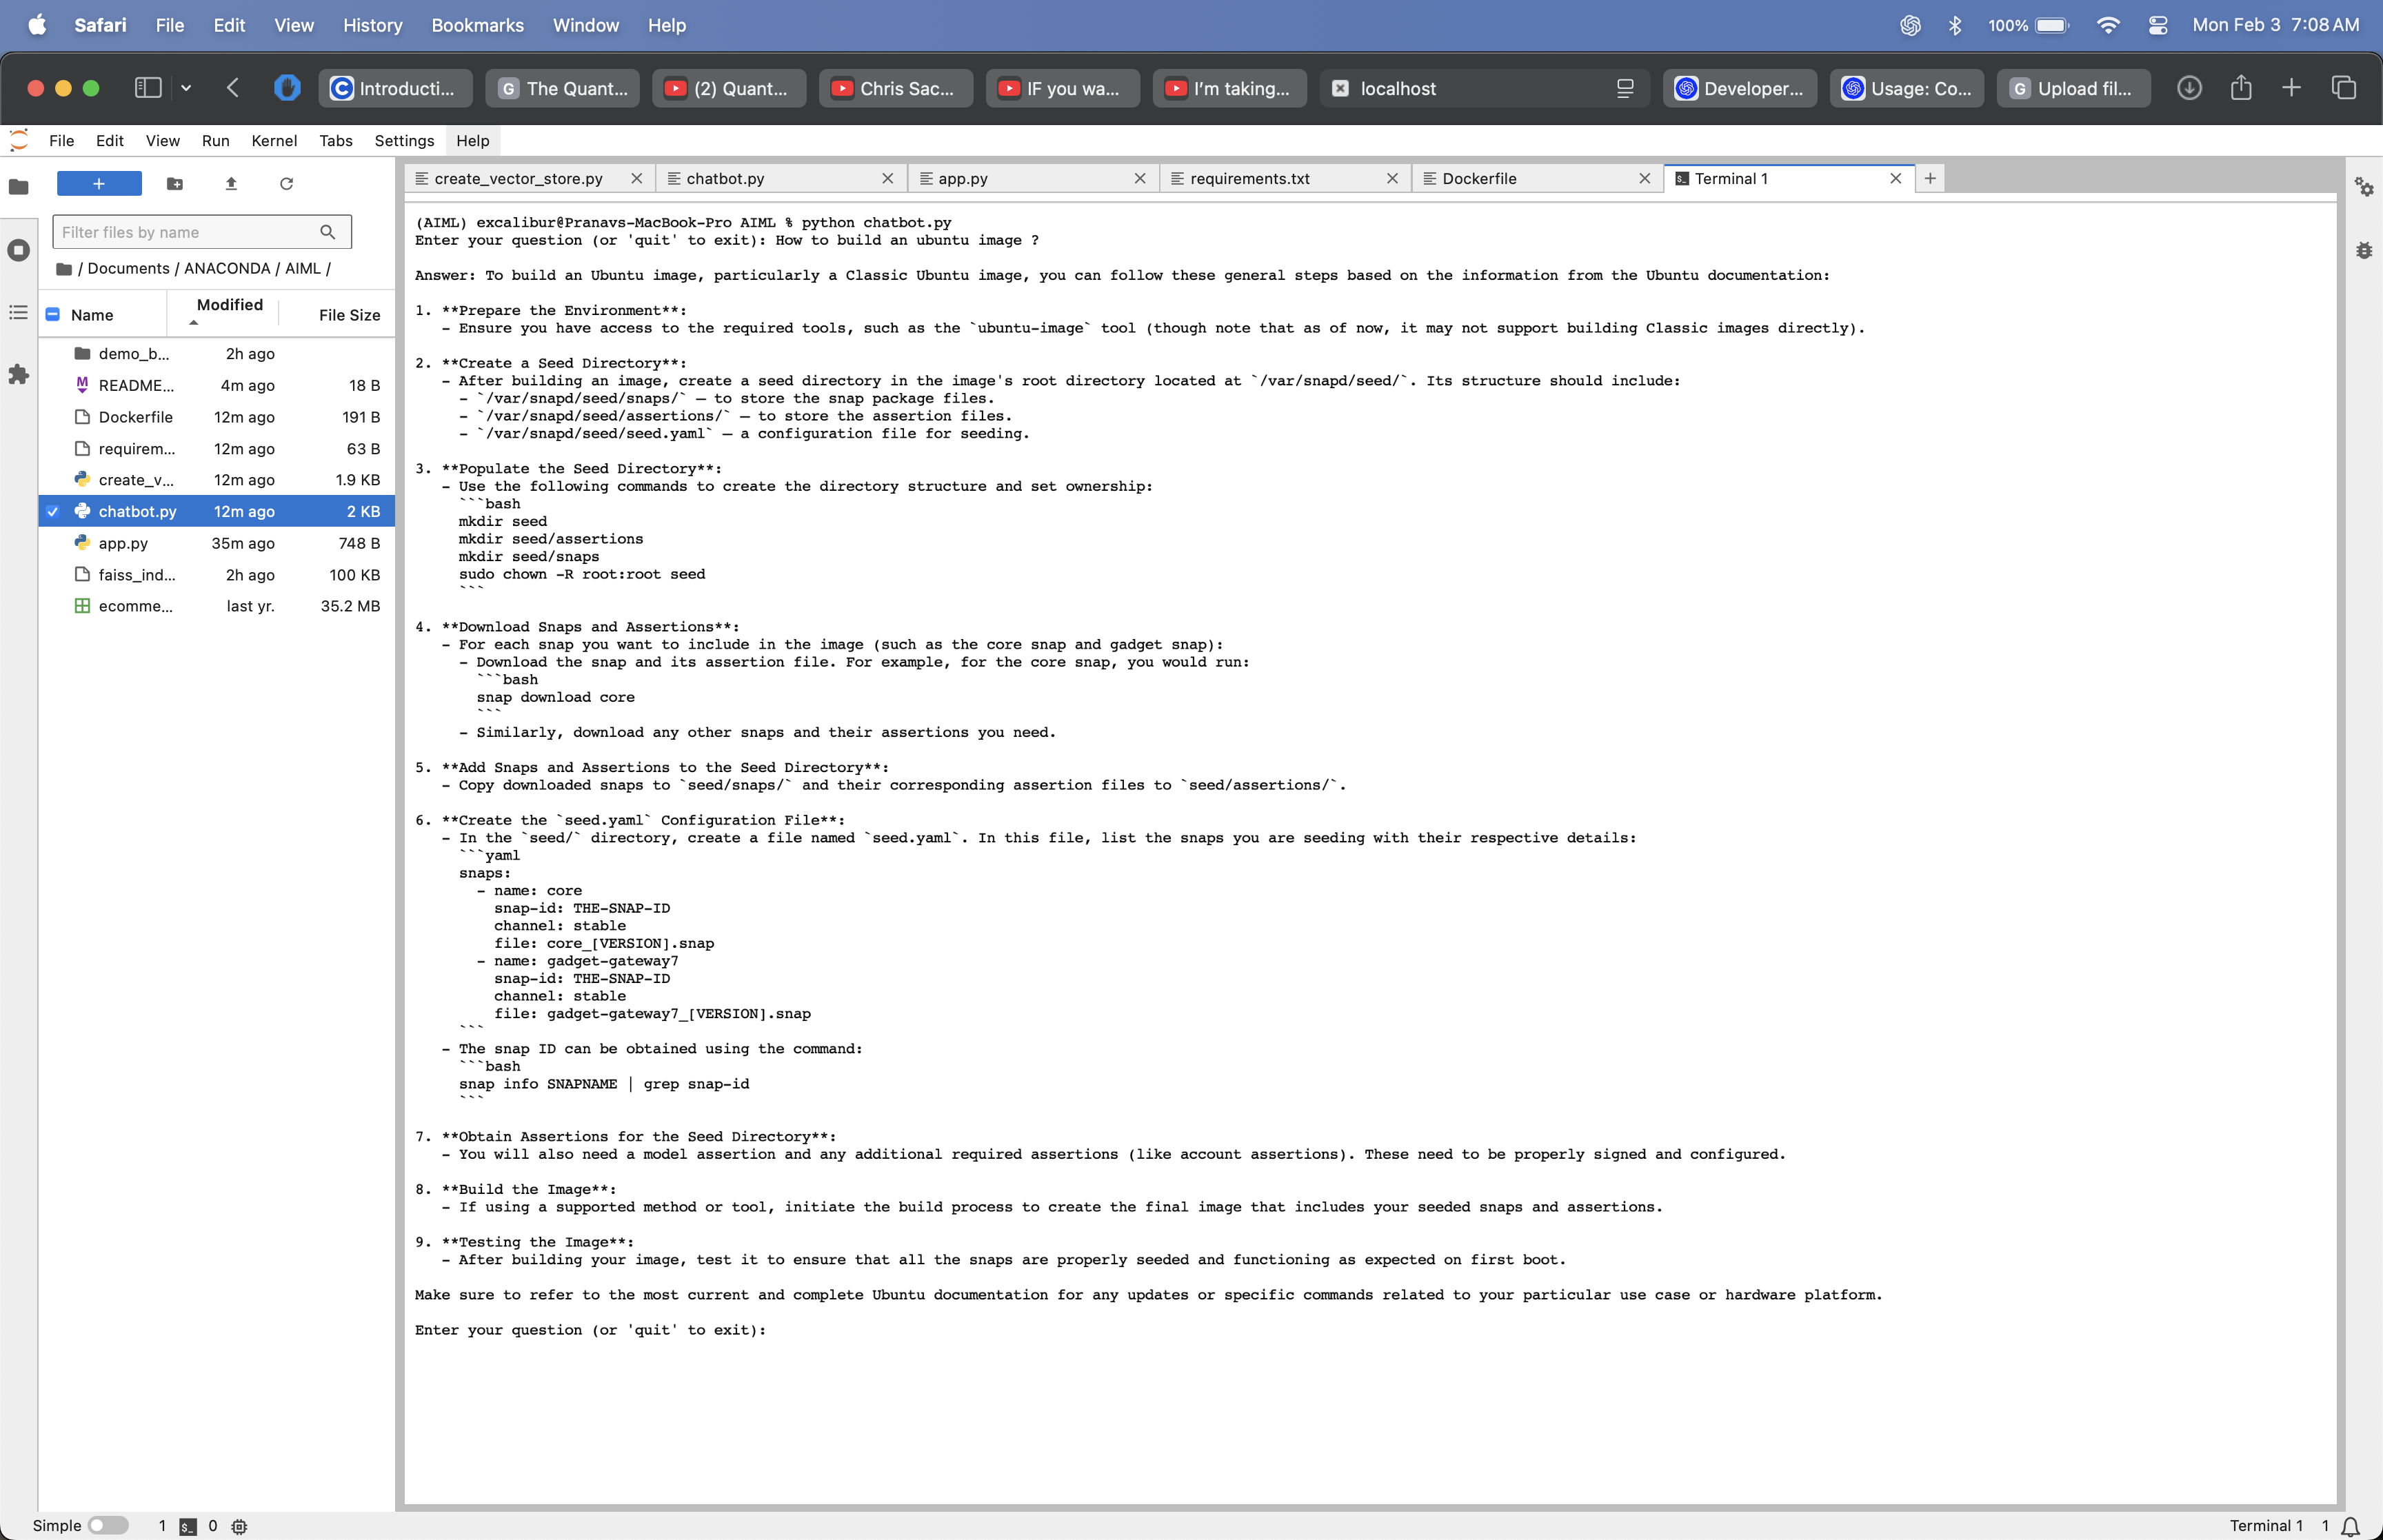 Safari File Edit View History Bookmarks Window Help 100% Mon Feb 3 7:08 AM
Introducti... The Quant... (2) Quant... Chris Sac... IF you wa... I'm taking... localhost Developer... Usage: Co... Upload fil...
File Edit View Run Kernel Tabs Settings Help
create_vector_store.py chatbot.py app.py requirements.txt Dockerfile Terminal 1
Filter files by name
/ Documents / ANACONDA / AIML /
Name Modified File Size
demo_b... 2h ago
README... 4m ago 18 B
Dockerfile 12m ago 191 B
requirem... 12m ago 63 B
create_v... 12m ago 1.9 KB
chatbot.py 12m ago 2 KB
app.py 35m ago 748 B
faiss_ind... 2h ago 100 KB
ecomme... last yr. 35.2 MB
(AIML) excalibur@Pranavs-MacBook-Pro AIML % python chatbot.py
Enter your question (or 'quit' to exit): How to build an ubuntu image ?
Answer: To build an Ubuntu image, particularly a Classic Ubuntu image, you can follow these general steps based on the information from the Ubuntu documentation:
1. **Prepare the Environment**:
- Ensure you have access to the required tools, such as the `ubuntu-image` tool (though note that as of now, it may not support building Classic images directly).
2. **Create a Seed Directory**:
- After building an image, create a seed directory in the image's root directory located at `/var/snapd/seed/`. Its structure should include:
- `/var/snapd/seed/snaps/` — to store the snap package files.
- `/var/snapd/seed/assertions/` — to store the assertion files.
- `/var/snapd/seed/seed.yaml` — a configuration file for seeding.
3. **Populate the Seed Directory**:
- Use the following commands to create the directory structure and set ownership:
```bash
mkdir seed
mkdir seed/assertions
mkdir seed/snaps
sudo chown -R root:root seed
```
4. **Download Snaps and Assertions**:
- For each snap you want to include in the image (such as the core snap and gadget snap):
- Download the snap and its assertion file. For example, for the core snap, you would run:
```bash
snap download core
```
- Similarly, download any other snaps and their assertions you need.
5. **Add Snaps and Assertions to the Seed Directory**:
- Copy downloaded snaps to `seed/snaps/` and their corresponding assertion files to `seed/assertions/`.
6. **Create the `seed.yaml` Configuration File**:
- In the `seed/` directory, create a file named `seed.yaml`. In this file, list the snaps you are seeding with their respective details:
```yaml
snaps:
- name: core
snap-id: THE-SNAP-ID
channel: stable
file: core_[VERSION].snap
- name: gadget-gateway7
snap-id: THE-SNAP-ID
channel: stable
file: gadget-gateway7_[VERSION].snap
```
- The snap ID can be obtained using the command:
```bash
snap info SNAPNAME | grep snap-id
```
7. **Obtain Assertions for the Seed Directory**:
- You will also need a model assertion and any additional required assertions (like account assertions). These need to be properly signed and configured.
8. **Build the Image**:
- If using a supported method or tool, initiate the build process to create the final image that includes your seeded snaps and assertions.
9. **Testing the Image**:
- After building your image, test it to ensure that all the snaps are properly seeded and functioning as expected on first boot.
Make sure to refer to the most current and complete Ubuntu documentation for any updates or specific commands related to your particular use case or hardware platform.
Enter your question (or 'quit' to exit):
Simple 1 0 Terminal 1 1